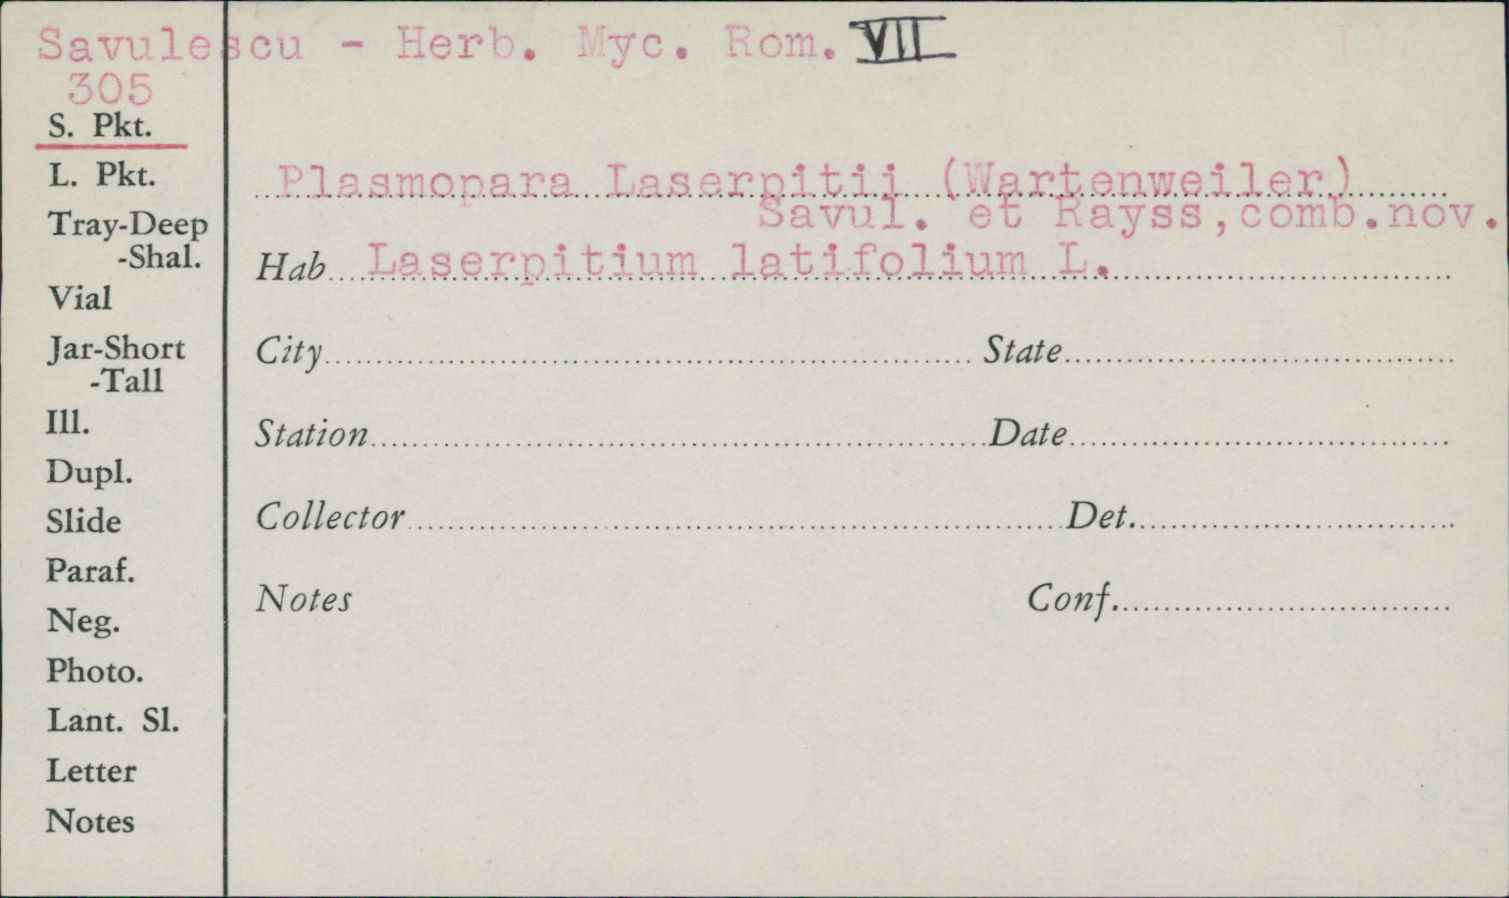 Savulescu - Herb. Myc. Rom. VII
305
S. Pkt.
L. Pkt.
Tray-Deep
-Shal.
Vial
Jar-Short
-Tall
Ill.
Dupl.
Slide
Paraf.
Neg.
Photo.
Lant. Sl.
Letter
Notes
Plasmopara Laserpitii (Wartenweiler)
Savul. et Rayss,comb.nov.
Hab Laserpitium latifolium L.
City State
Station Date
Collector Det.
Notes Conf.